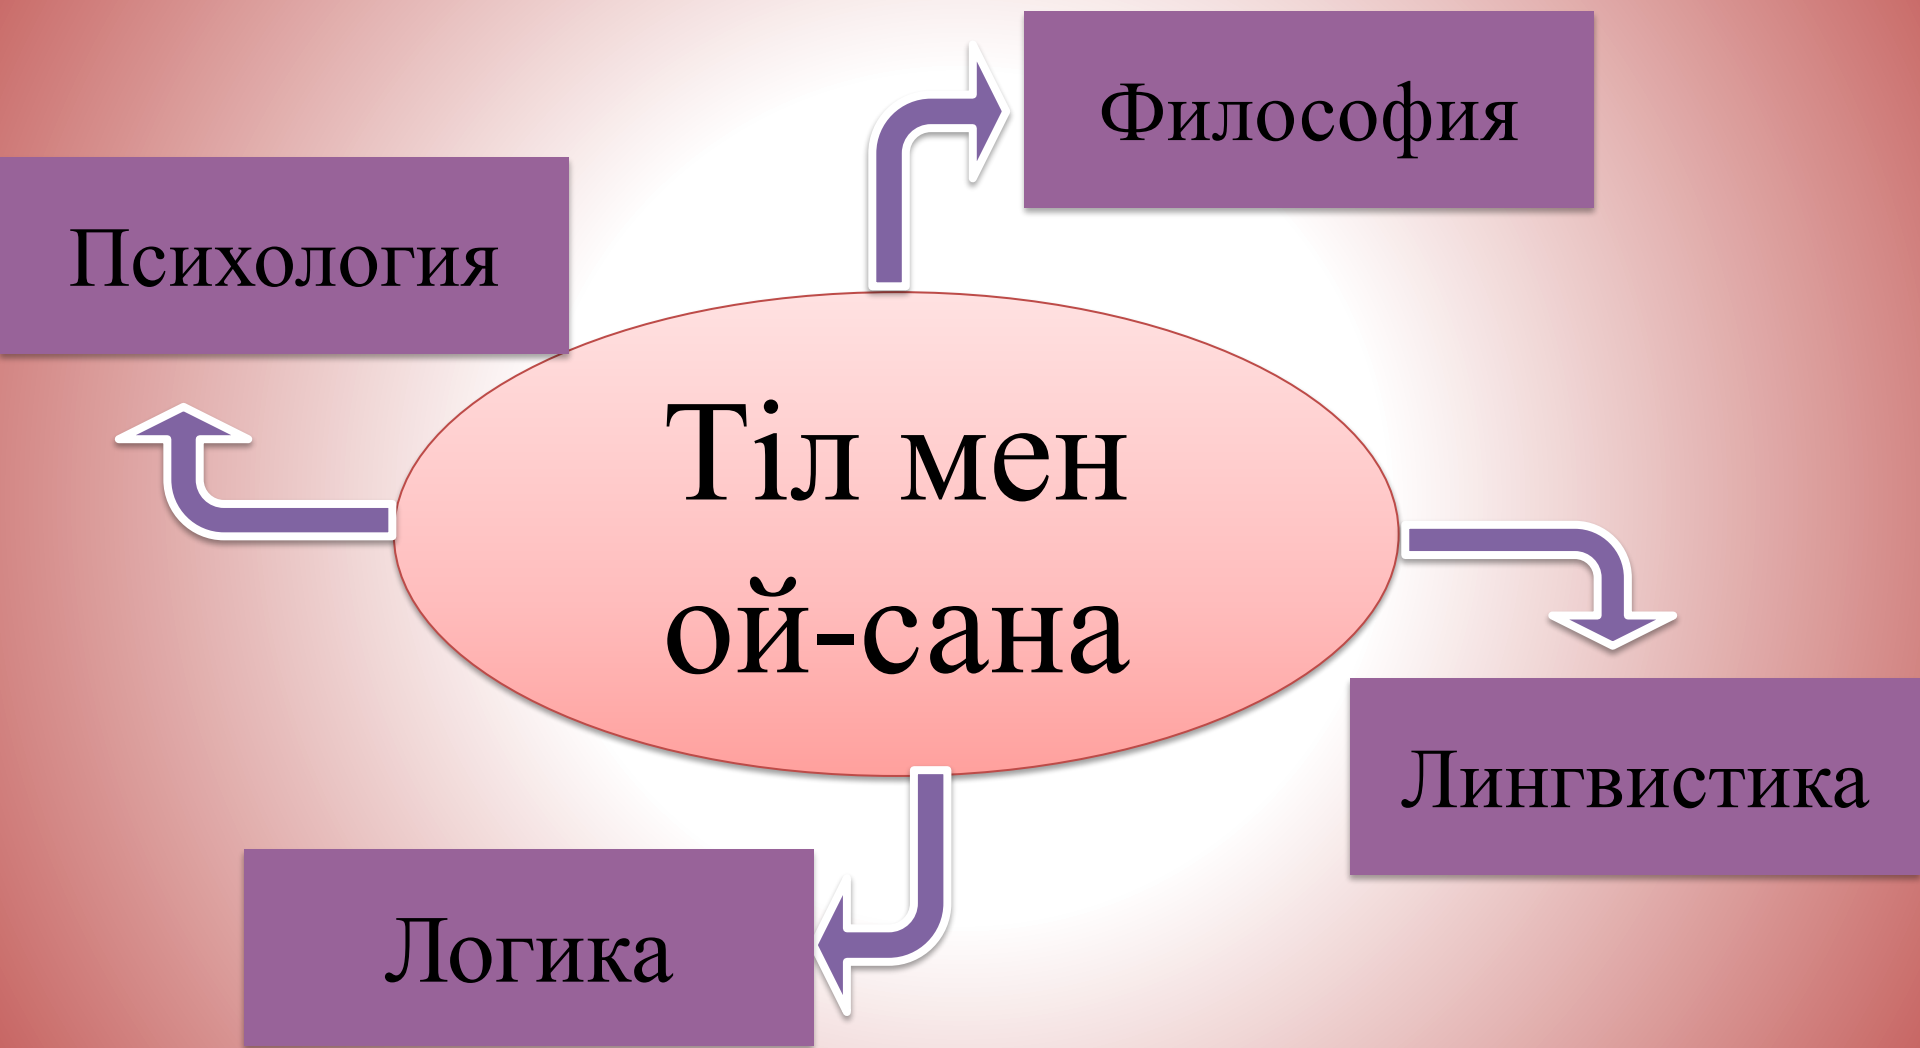 Философия
Психология
Тіл мен
ой-сана
Лингвистика
Логика